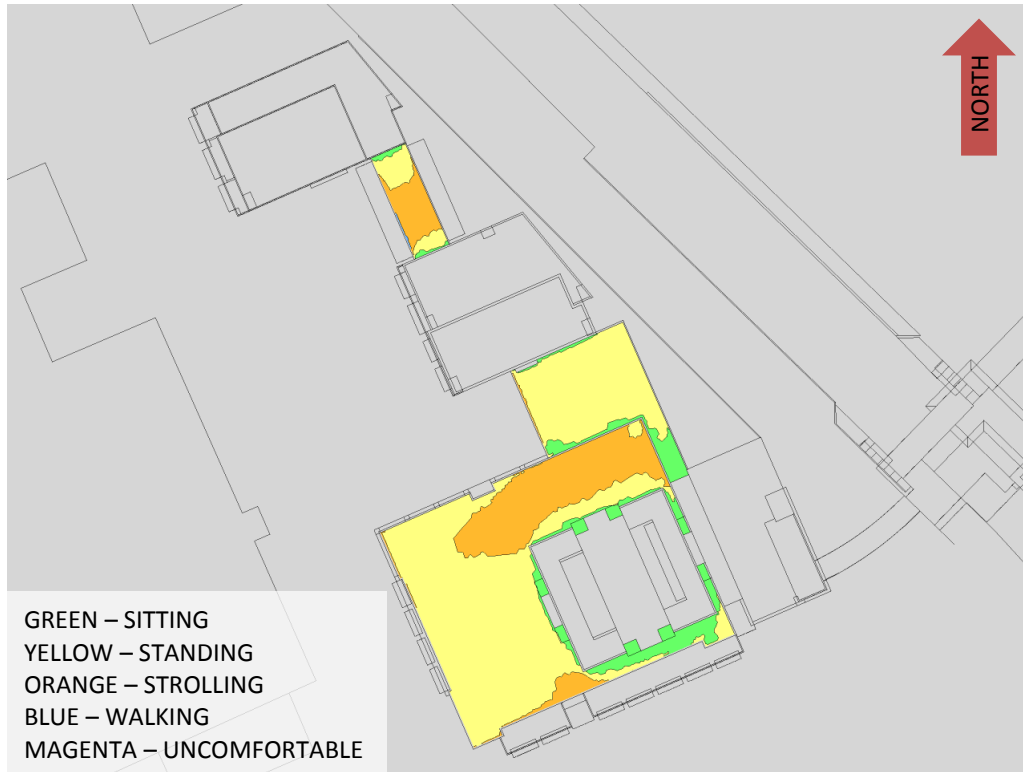 NORTH
GREEN – SITTING
YELLOW – STANDING
ORANGE – STROLLING
BLUE – WALKING
MAGENTA – UNCOMFORTABLE